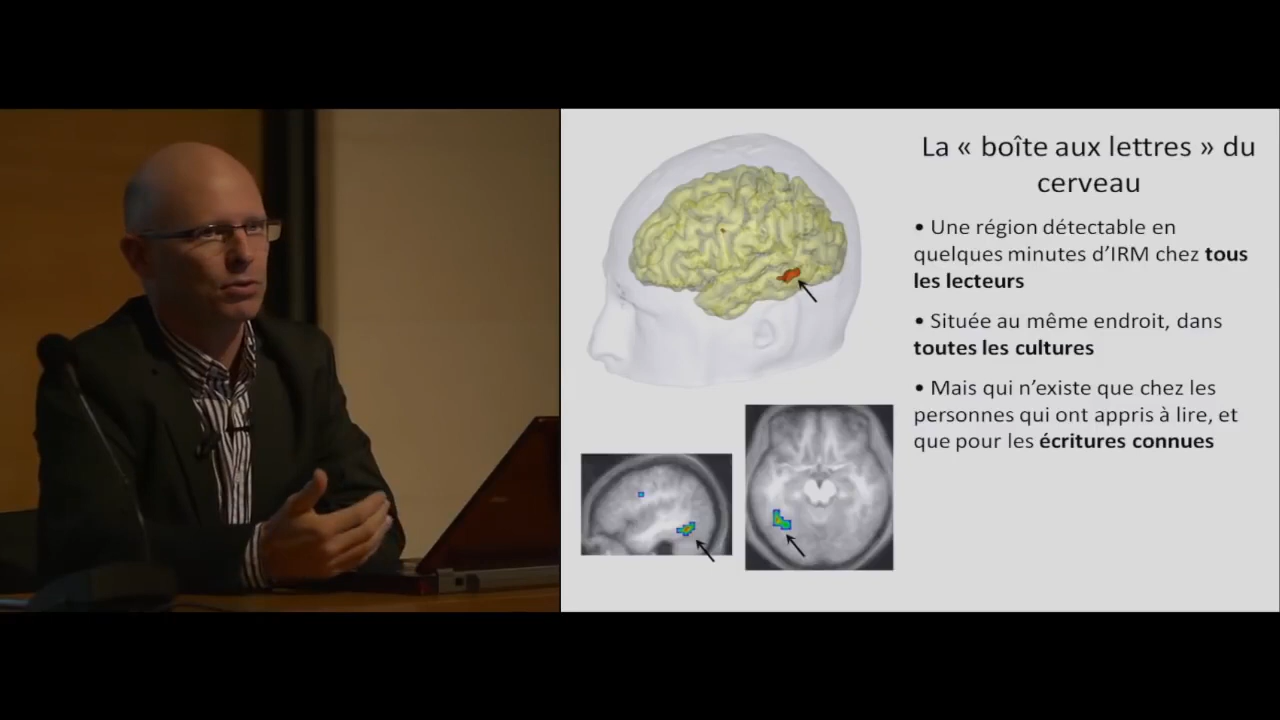 La « boîte aux lettres » du
cerveau
• Une région détectable en
quelques minutes d’IRM chez tous
les lecteurs
• Située au même endroit, dans
toutes les cultures
• Mais qui n’existe que chez les
personnes qui ont appris à lire, et
que pour les écritures connues